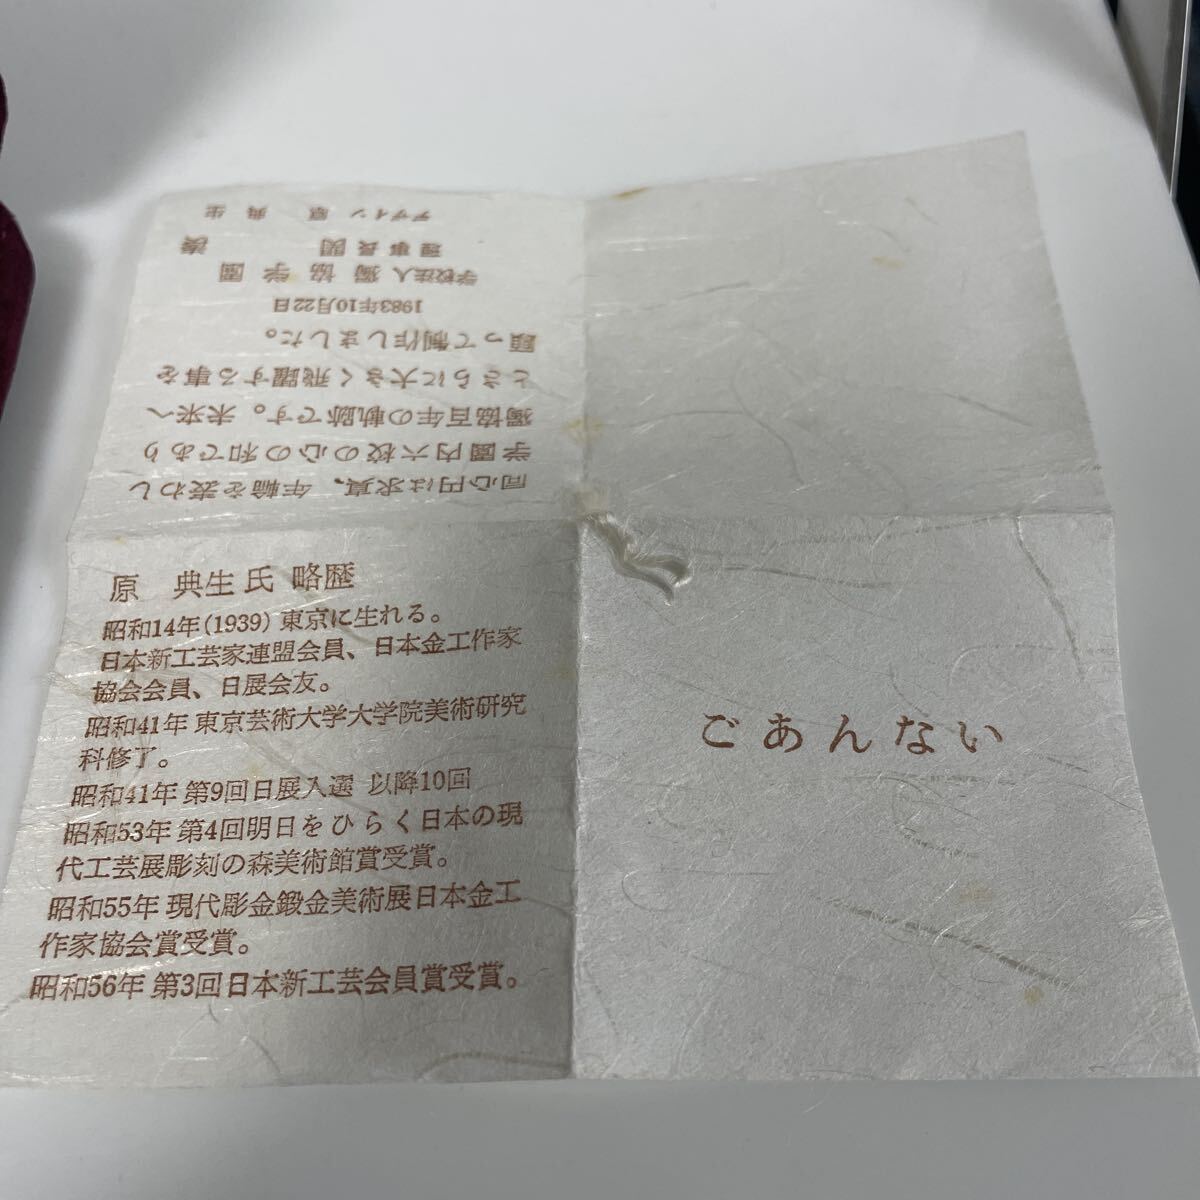 ごあんない
同心円は求真、年輪を表わし
学園内六校の心の和であり
獨協百年の軌跡です。未来へ
とさらに大きく飛躍する事を
願って制作しました。
1983年10月22日
学校法人 獨協学園
理事長 関 湊
デザイン 原 典生
原 典生氏 略歴
昭和14年(1939) 東京に生れる。
日本新工芸家連盟会員、日本金工作家
協会会員、日展会友。
昭和41年 東京芸術大学大学院美術研究
科修了。
昭和41年 第9回日展入選 以降10回
昭和53年 第4回明日をひらく日本の現
代工芸展彫刻の森美術館賞受賞。
昭和55年 現代彫金鍛金美術展日本金工
作家協会賞受賞。
昭和56年 第3回日本新工芸会員賞受賞。